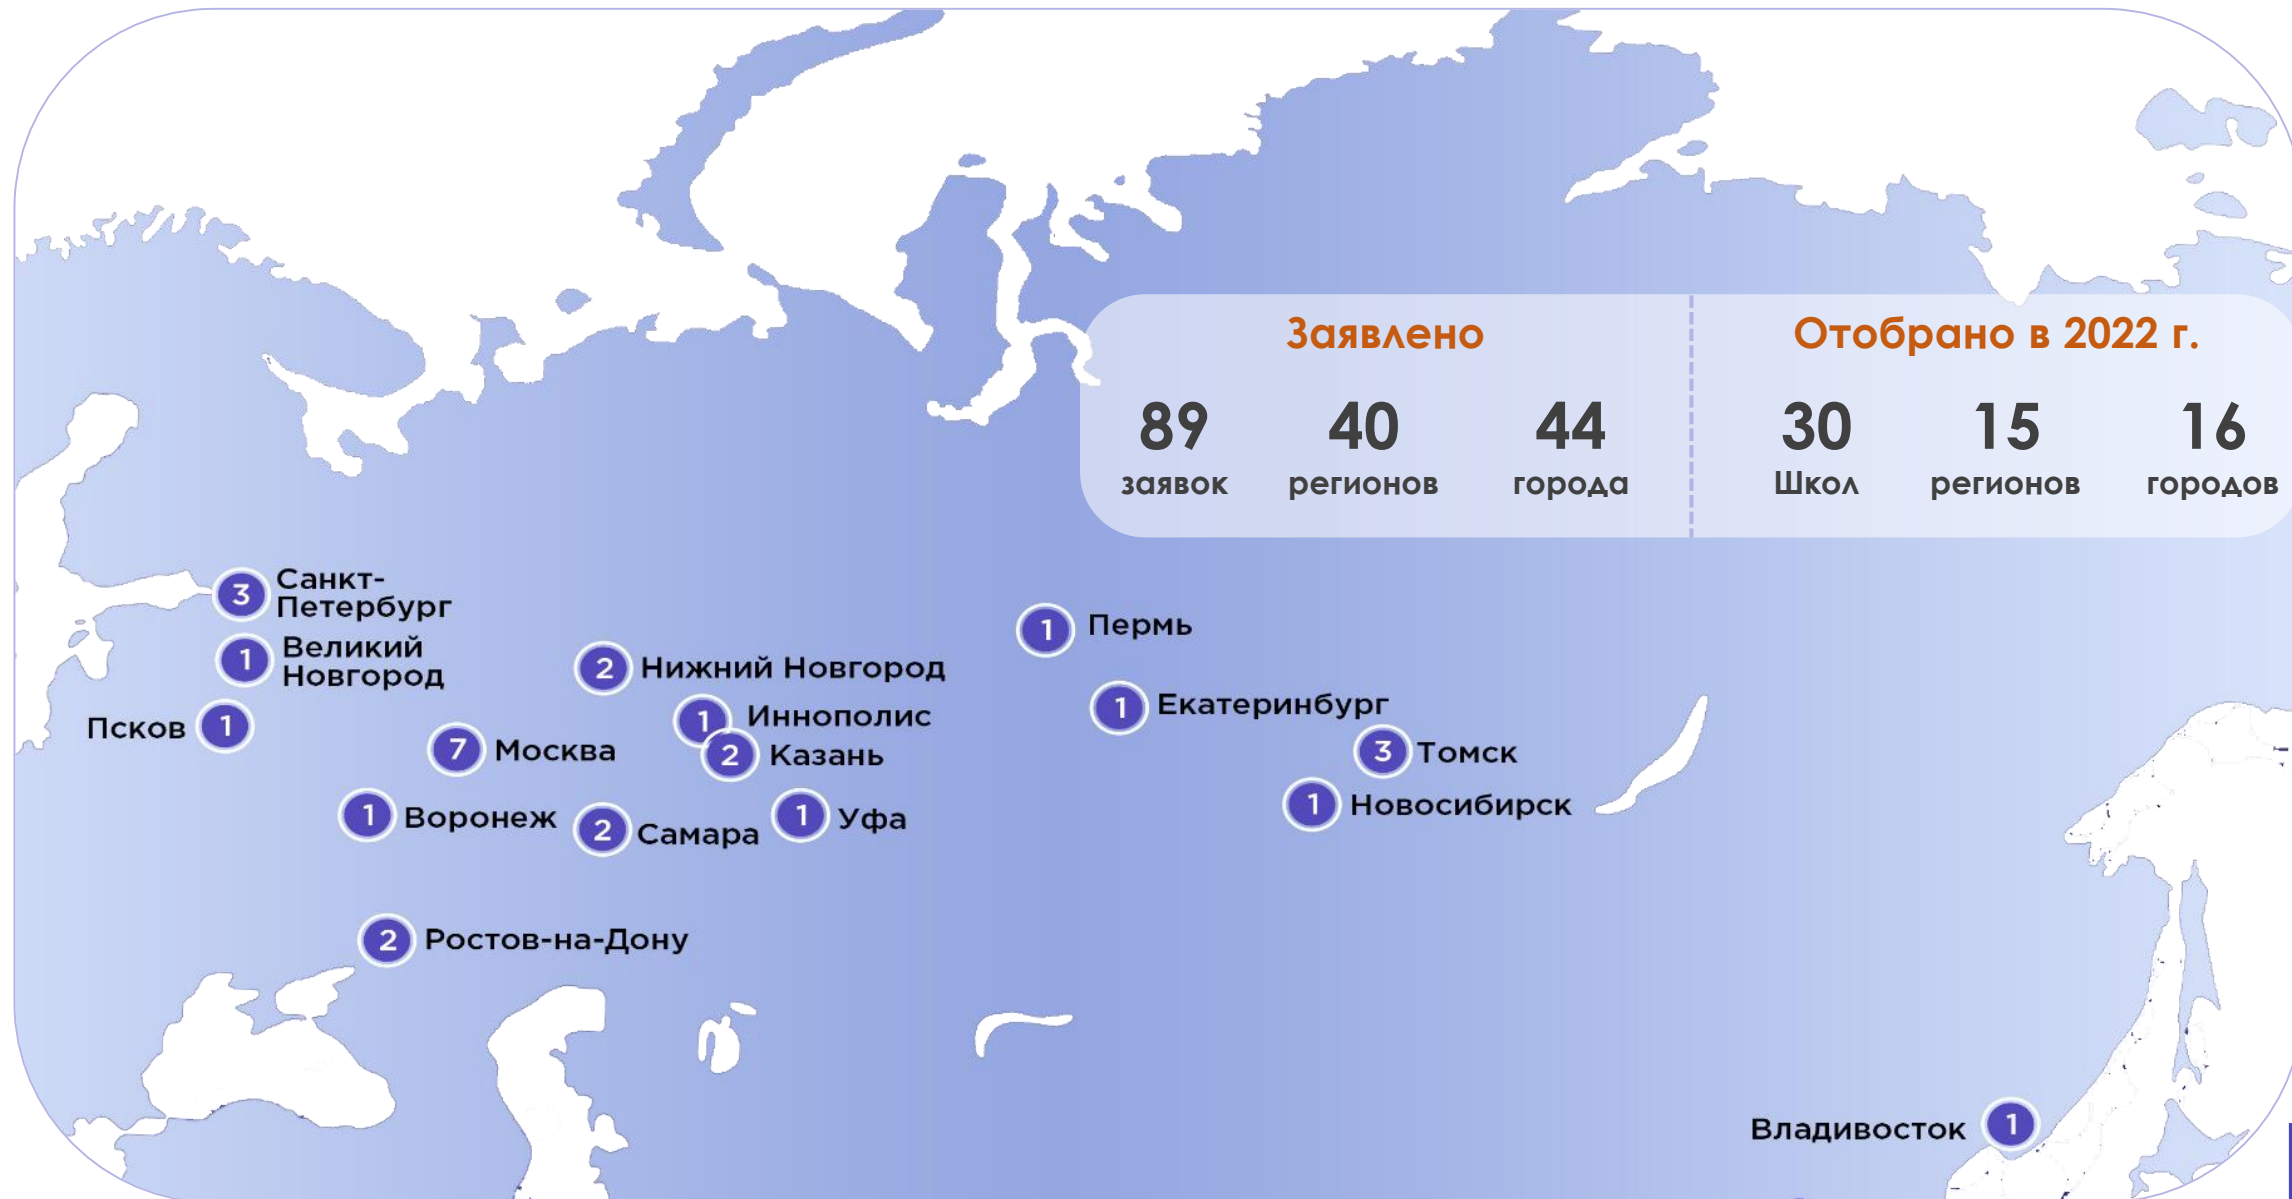 Заявлено
Отобрано в 2022 г.
89
40
44
30
15
16
заявок
регионов
города
Школ
регионов
городов
3
Санкт-
Петербург
1
Великий
Новгород
Псков
1
2
Нижний Новгород
1
Иннополис
2
Казань
7
Москва
1
Воронеж
2
Самара
1
Уфа
2
Ростов-на-Дону
1
Пермь
1
Екатеринбург
3
Томск
1
Новосибирск
Владивосток
1